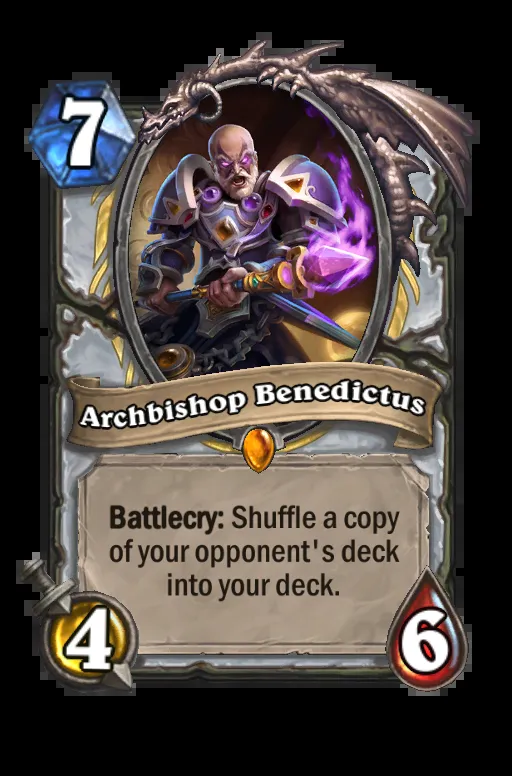 7
Archbishop Benedictus
Battlecry: Shuffle a copy
of your opponent's deck
into your deck.
4
6